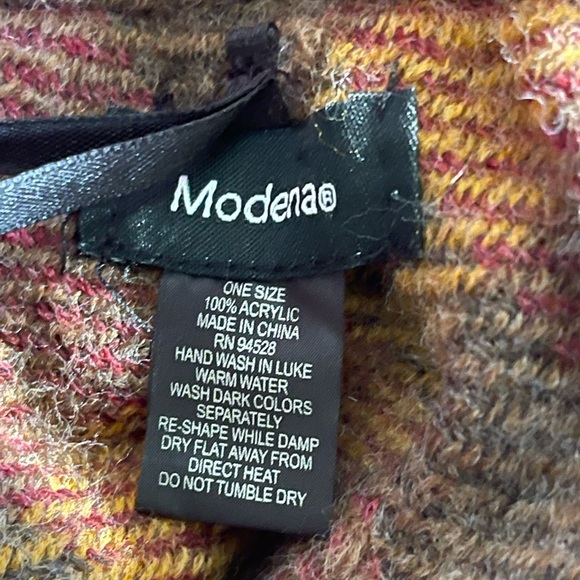 Modena®
ONE SIZE
100% ACRYLIC
MADE IN CHINA
RN 94528
HAND WASH IN LUKE
WARM WATER
WASH DARK COLORS
SEPARATELY
RE-SHAPE WHILE DAMP
DRY FLAT AWAY FROM
DIRECT HEAT
DO NOT TUMBLE DRY